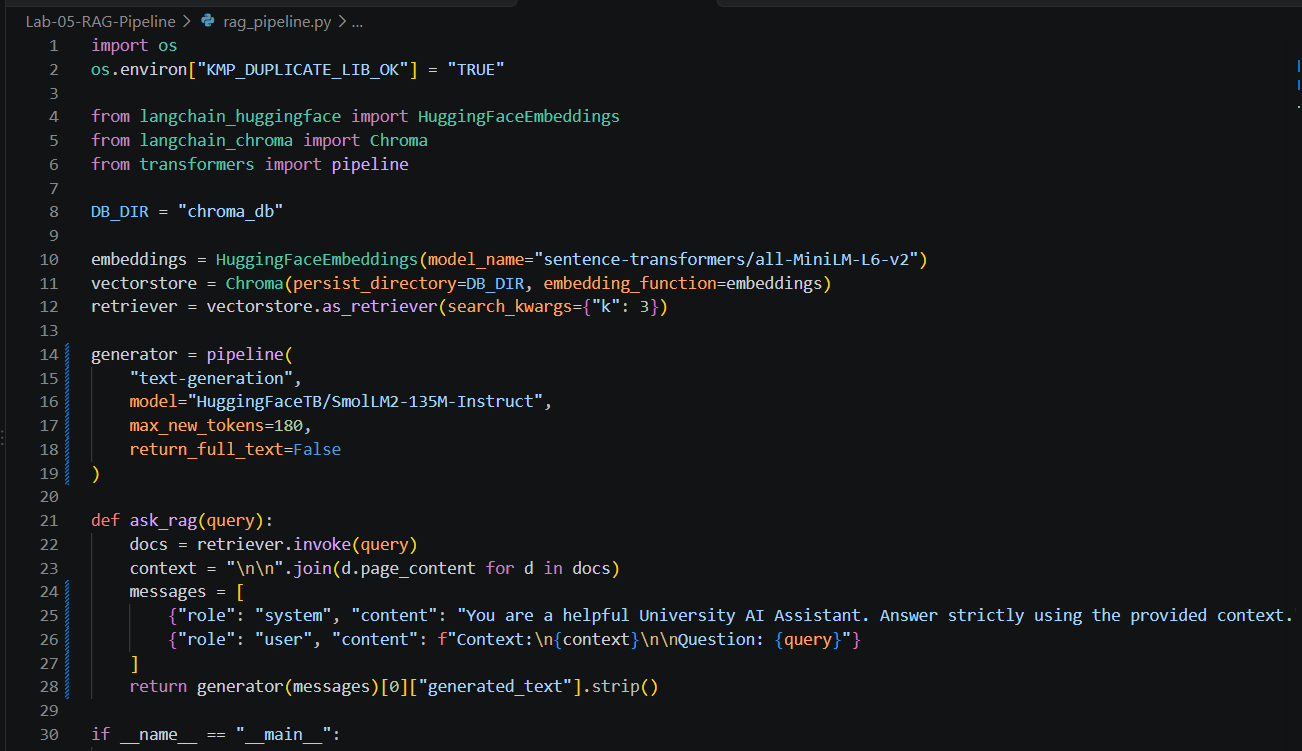 Lab-05-RAG-Pipeline > rag_pipeline.py > ...
1 import os
2 os.environ["KMP_DUPLICATE_LIB_OK"] = "TRUE"
3
4 from langchain_huggingface import HuggingFaceEmbeddings
5 from langchain_chroma import Chroma
6 from transformers import pipeline
7
8 DB_DIR = "chroma_db"
9
10 embeddings = HuggingFaceEmbeddings(model_name="sentence-transformers/all-MiniLM-L6-v2")
11 vectorstore = Chroma(persist_directory=DB_DIR, embedding_function=embeddings)
12 retriever = vectorstore.as_retriever(search_kwargs={"k": 3})
13
14 generator = pipeline(
15     "text-generation",
16     model="HuggingFaceTB/SmolLM2-135M-Instruct",
17     max_new_tokens=180,
18     return_full_text=False
19 )
20
21 def ask_rag(query):
22     docs = retriever.invoke(query)
23     context = "\n\n".join(d.page_content for d in docs)
24     messages = [
25         {"role": "system", "content": "You are a helpful University AI Assistant. Answer strictly using the provided context.
26         {"role": "user", "content": f"Context:\n{context}\n\nQuestion: {query}"}
27     ]
28     return generator(messages)[0]["generated_text"].strip()
29
30 if __name__ == "__main__":